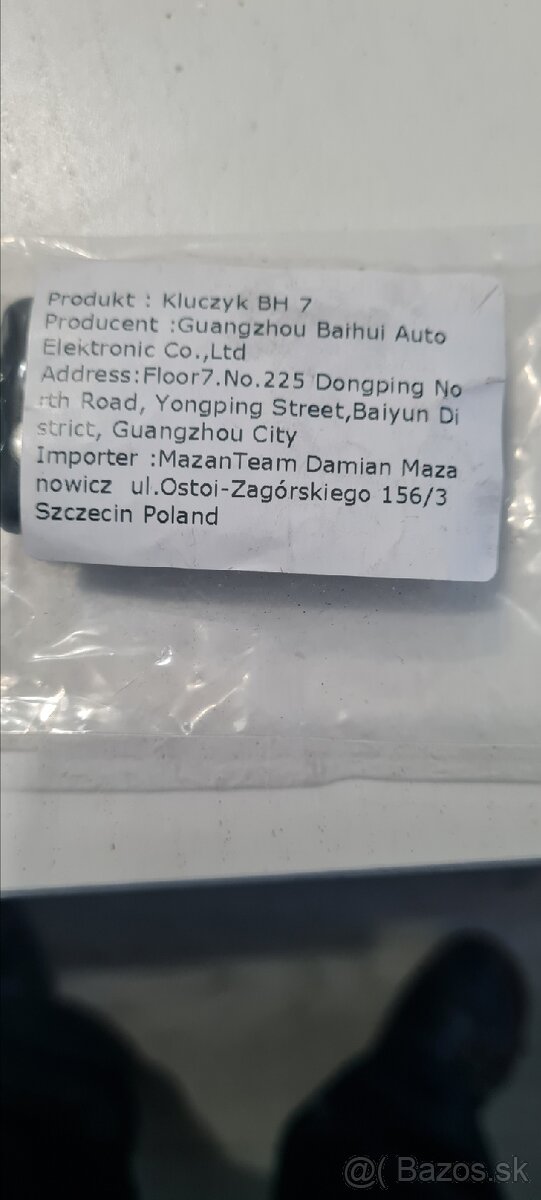 Produkt : Kluczyk BH 7
Producent :Guangzhou Baihui Auto
Elektronic Co.,Ltd
Address:Floor7.No.225 Dongping No
rth Road, Yongping Street,Baiyun Di
strict, Guangzhou City
Importer :MazanTeam Damian Maza
nowicz ul.Ostoi-Zagórskiego 156/3
Szczecin Poland
@( Bazos.sk